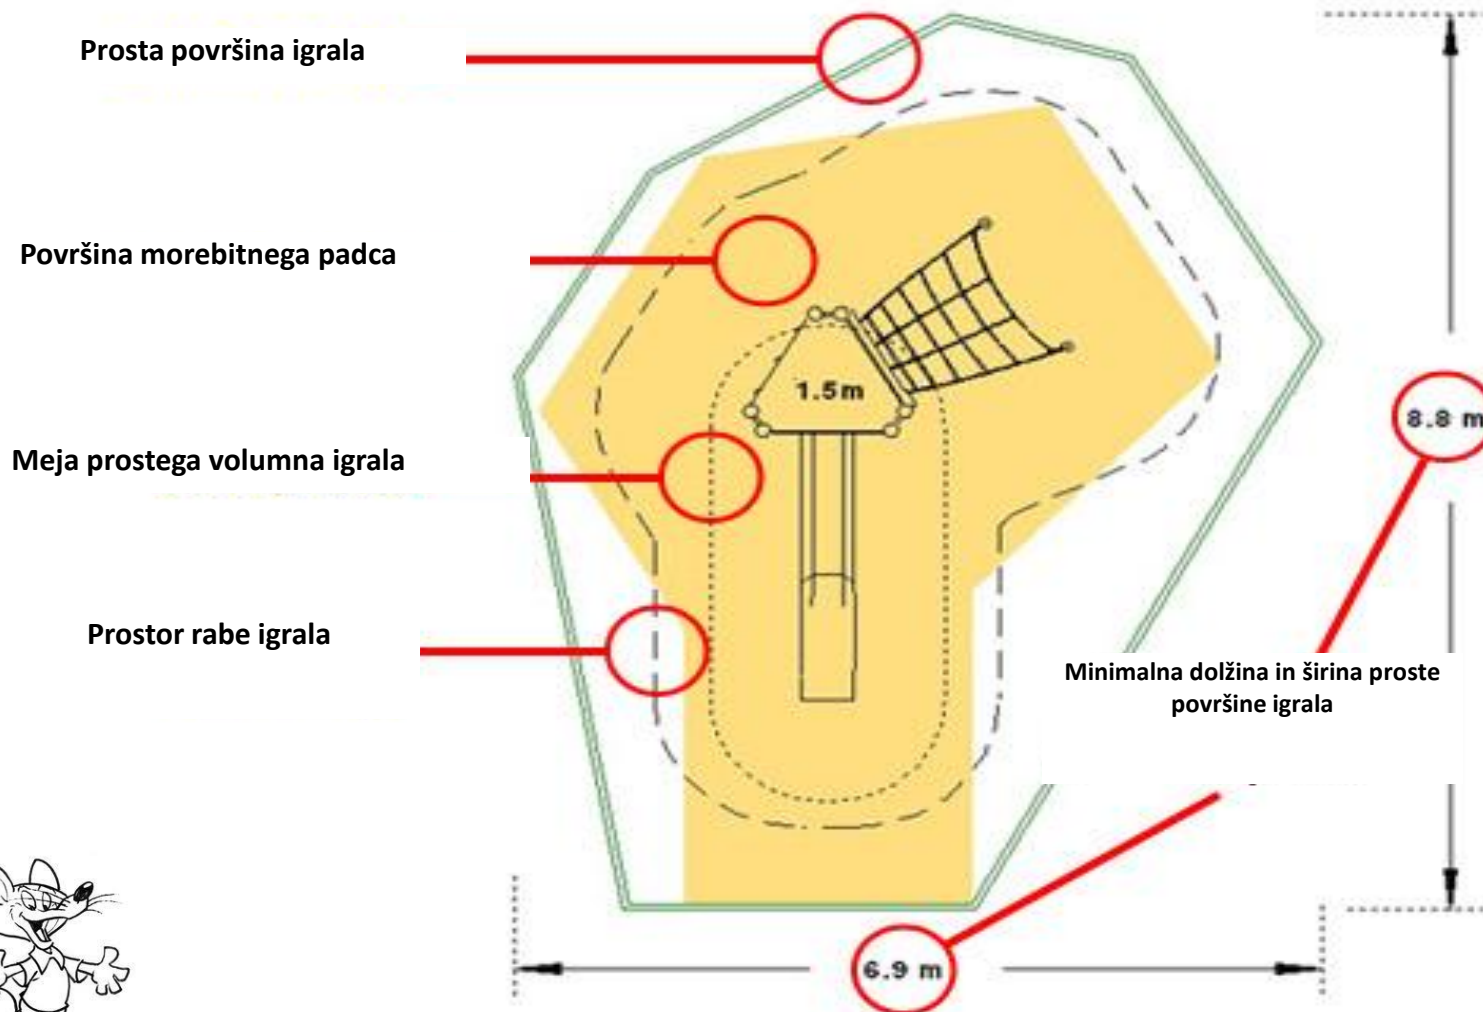 Prosta površina igrala
Površina morebitnega padca
1.5m
8.8 m
Meja prostega volumna igrala
Prostor rabe igrala
Minimalna dolžina in širina proste
površine igrala
6.9 m